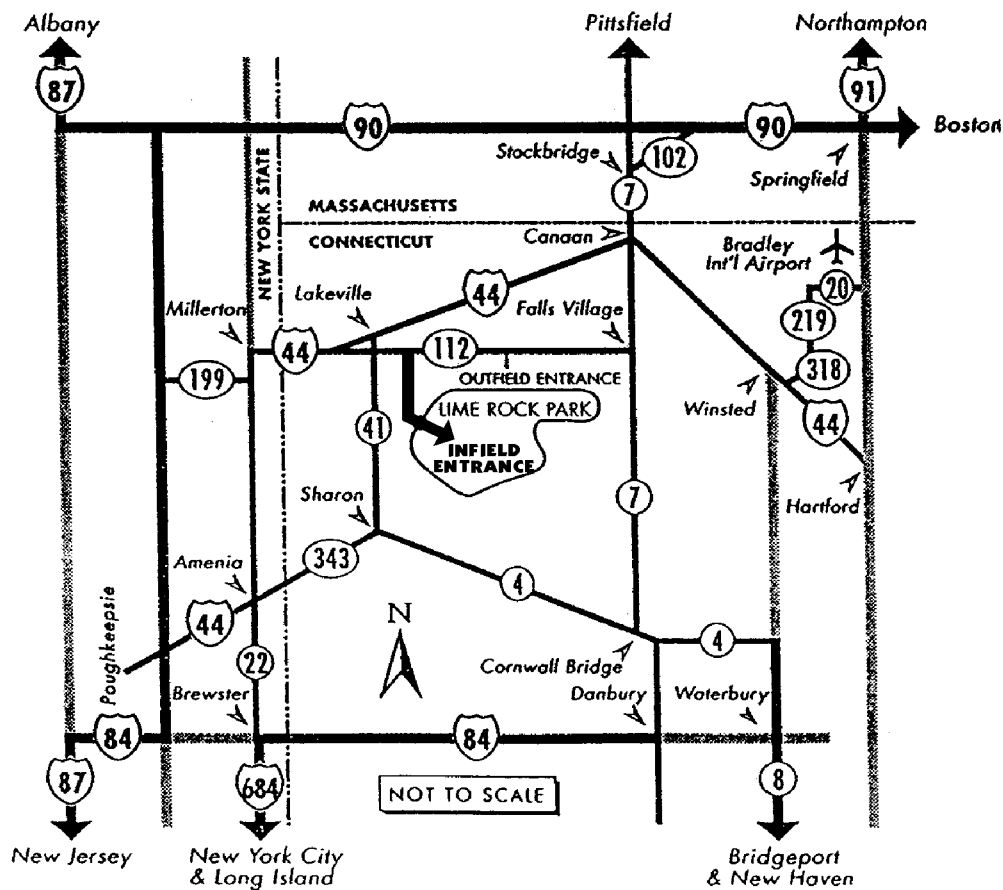 Albany
Pittsfield
Northampton
87
91
90
90
Boston
Stockbridge
102
Springfield
7
NEW YORK STATE
MASSACHUSETTS
CONNECTICUT
Canaan
Bradley
Int'l Airport
20
Millerton
Lakeville
44
Falls Village
219
44
112
318
199
OUTFIELD ENTRANCE
LIME ROCK PARK
Winsted
41
INFIELD
ENTRANCE
44
7
Sharon
Hartford
343
Amenia
4
Poughkeepsie
44
N
22
4
Cornwall Bridge
Brewster
Danbury
Waterbury
84
84
87
684
NOT TO SCALE
8
New Jersey
New York City
& Long Island
Bridgeport
& New Haven